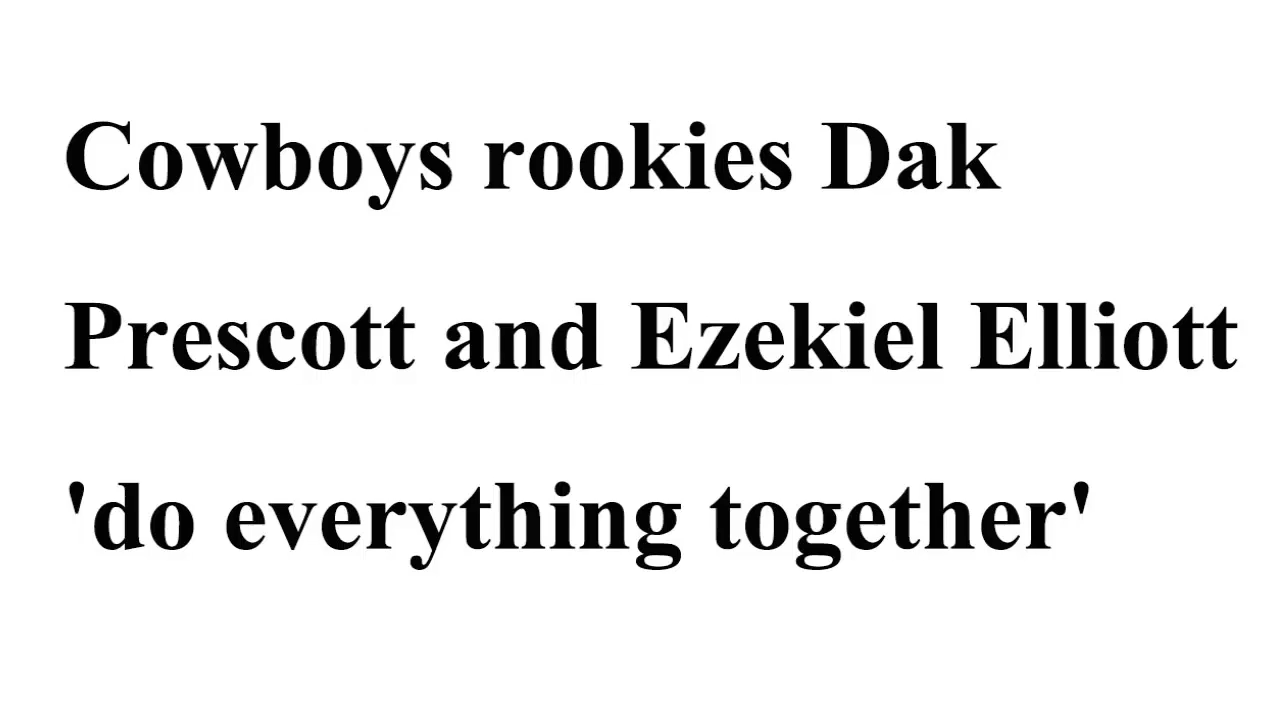 Cowboys rookies Dak
Prescott and Ezekiel Elliott
'do everything together'